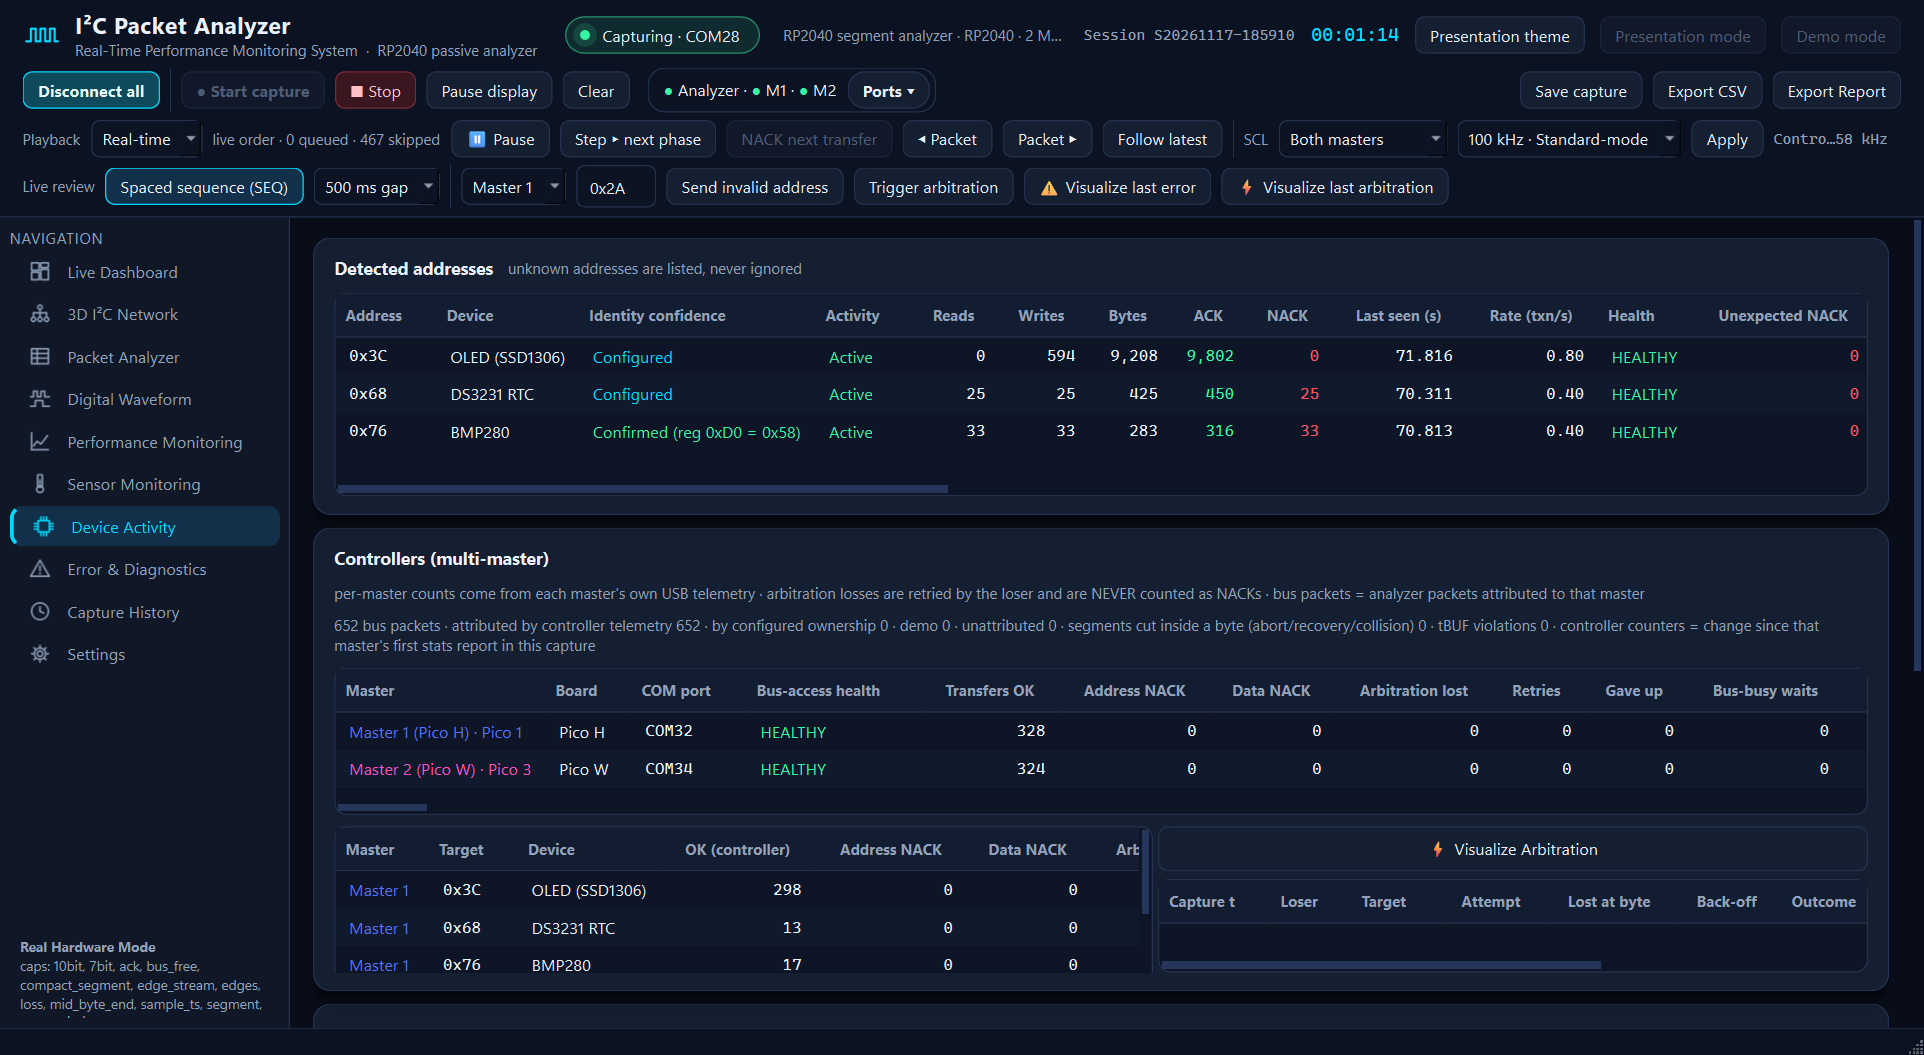 I²C Packet Analyzer
Real-Time Performance Monitoring System · RP2040 passive analyzer
Capturing · COM28
RP2040 segment analyzer · RP2040 · 2 M...
Session S20261117-185910
00:01:14
Presentation theme
Presentation mode
Demo mode
Disconnect all
● Start capture
Stop
Pause display
Clear
● Analyzer · ● M1 · ● M2
Ports ▾
Save capture
Export CSV
Export Report
Playback
Real-time
live order · 0 queued · 467 skipped
Pause
Step ▸ next phase
NACK next transfer
◂ Packet
Packet ▸
Follow latest
SCL
Both masters
100 kHz · Standard-mode
Apply
Contro…58 kHz
Live review
Spaced sequence (SEQ)
500 ms gap
Master 1
0x2A
Send invalid address
Trigger arbitration
Visualize last error
Visualize last arbitration
NAVIGATION
Live Dashboard
3D I²C Network
Packet Analyzer
Digital Waveform
Performance Monitoring
Sensor Monitoring
Device Activity
Error & Diagnostics
Capture History
Settings
Real Hardware Mode
caps: 10bit, 7bit, ack, bus_free,
compact_segment, edge_stream, edges,
loss, mid_byte_end, sample_ts, segment,
Detected addresses unknown addresses are listed, never ignored
Address Device Identity confidence Activity Reads Writes Bytes ACK NACK Last seen (s) Rate (txn/s) Health Unexpected NACK
0x3C OLED (SSD1306) Configured Active 0 594 9,208 9,802 0 71.816 0.80 HEALTHY 0
0x68 DS3231 RTC Configured Active 25 25 425 450 25 70.311 0.40 HEALTHY 0
0x76 BMP280 Confirmed (reg 0xD0 = 0x58) Active 33 33 283 316 33 70.813 0.40 HEALTHY 0
Controllers (multi-master)
per-master counts come from each master's own USB telemetry · arbitration losses are retried by the loser and are NEVER counted as NACKs · bus packets = analyzer packets attributed to that master
652 bus packets · attributed by controller telemetry 652 · by configured ownership 0 · demo 0 · unattributed 0 · segments cut inside a byte (abort/recovery/collision) 0 · tBUF violations 0 · controller counters = change since that
master's first stats report in this capture
Master Board COM port Bus-access health Transfers OK Address NACK Data NACK Arbitration lost Retries Gave up Bus-busy waits
Master 1 (Pico H) · Pico 1 Pico H COM32 HEALTHY 328 0 0 0 0 0 0
Master 2 (Pico W) · Pico 3 Pico W COM34 HEALTHY 324 0 0 0 0 0 0
Master Target Device OK (controller) Address NACK Data NACK Arb
Master 1 0x3C OLED (SSD1306) 298 0 0
Master 1 0x68 DS3231 RTC 13 0 0
Master 1 0x76 BMP280 17 0 0
Visualize Arbitration
Capture t Loser Target Attempt Lost at byte Back-off Outcome